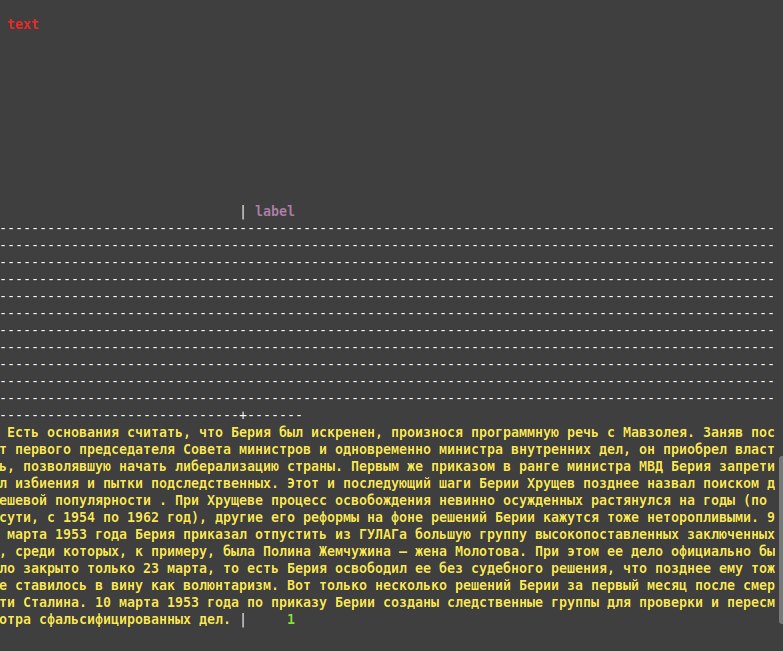 text
| label
-----------------------------------------------------------------------------------------------
-----------------------------------------------------------------------------------------------
-----------------------------------------------------------------------------------------------
-----------------------------------------------------------------------------------------------
-----------------------------------------------------------------------------------------------
-----------------------------------------------------------------------------------------------
-----------------------------------------------------------------------------------------------
-----------------------------------------------------------------------------------------------
-----------------------------------------------------------------------------------------------
-----------------------------------------------------------------------------------------------
-----------------------------------------------------------------------------------------------
------------------------------+-------
Есть основания считать, что Берия был искренен, произнося программную речь с Мавзолея. Заняв пос
т первого председателя Совета министров и одновременно министра внутренних дел, он приобрел власт
ь, позволявшую начать либерализацию страны. Первым же приказом в ранге министра МВД Берия запрети
л избиения и пытки подследственных. Этот и последующий шаги Берии Хрущев позднее назвал поиском д
ешевой популярности . При Хрущеве процесс освобождения невинно осужденных растянулся на годы (по
сути, с 1954 по 1962 год), другие его реформы на фоне решений Берии кажутся тоже неторопливыми. 9
марта 1953 года Берия приказал отпустить из ГУЛАГа большую группу высокопоставленных заключенных
, среди которых, к примеру, была Полина Жемчужина — жена Молотова. При этом ее дело официально бы
ло закрыто только 23 марта, то есть Берия освободил ее без судебного решения, что позднее ему тож
е ставилось в вину как волюнтаризм. Вот только несколько решений Берии за первый месяц после смер
ти Сталина. 10 марта 1953 года по приказу Берии созданы следственные группы для проверки и пересм
отра сфальсифицированных дел. | 1